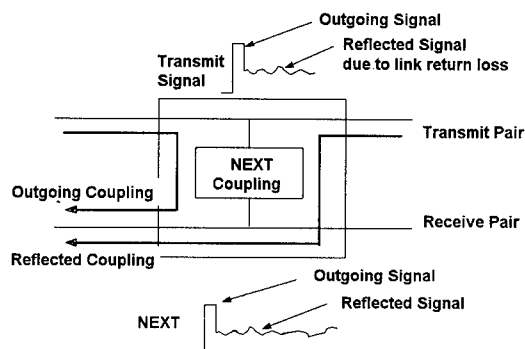 Outgoing Signal
Reflected Signal
due to link return loss
Transmit
Signal
Transmit Pair
NEXT
Coupling
Outgoing Coupling
Receive Pair
Reflected Coupling
Outgoing Signal
Reflected Signal
NEXT